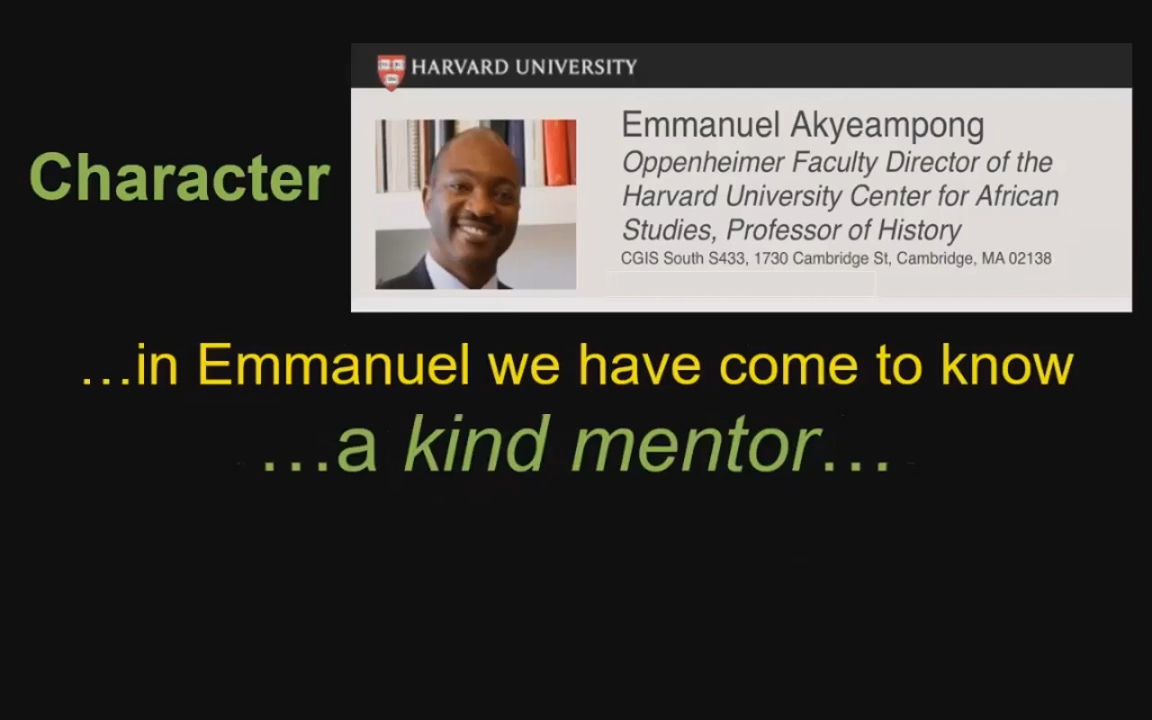 HARVARD UNIVERSITY
Character
Emmanuel Akyeampong
Oppenheimer Faculty Director of the
Harvard University Center for African
Studies, Professor of History
CGIS South S433, 1730 Cambridge St, Cambridge, MA 02138
…in Emmanuel we have come to know
…a kind mentor…